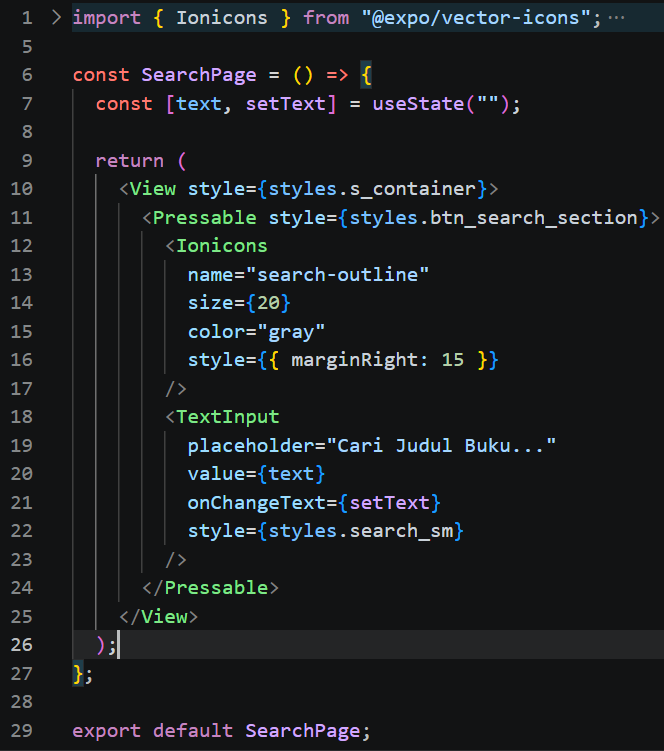 1 > import { Ionicons } from "@expo/vector-icons"; ...
5
6 const SearchPage = () => {
7   const [text, setText] = useState("");
8
9   return (
10     <View style={styles.s_container}>
11       <Pressable style={styles.btn_search_section}>
12         <Ionicons
13           name="search-outline"
14           size={20}
15           color="gray"
16           style={{ marginRight: 15 }}
17         />
18         <TextInput
19           placeholder="Cari Judul Buku..."
20           value={text}
21           onChangeText={setText}
22           style={styles.search_sm}
23         />
24       </Pressable>
25     </View>
26   );
27 };
28
29 export default SearchPage;